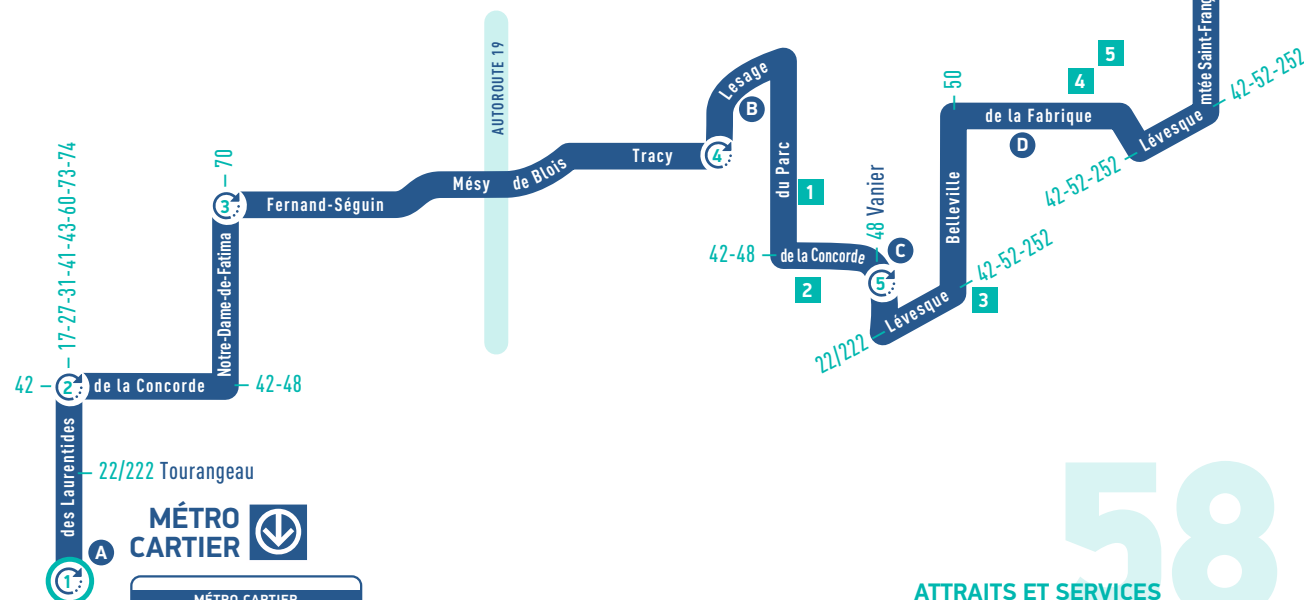 AUTOROUTE 19
5
4
42-52-252
Lesage
B
50
de la Fabrique
Lévesque
D
42-52-252
17-27-31-41-43-60-73-74
70
3
Fernand-Séguin
Mésy
de Blois
Tracy
4
du Parc
1
48 Vanier
Belleville
Notre-Dame-de-Fatima
42-48
de la Concorde
C
5
2
42-52-252
3
Lévesque
22/222
42
2
de la Concorde
42-48
des Laurentides
22/222 Tourangeau
MÉTRO
CARTIER
A
1
58
ATTRAITS ET SERVICES
MÉTRO CARTIER